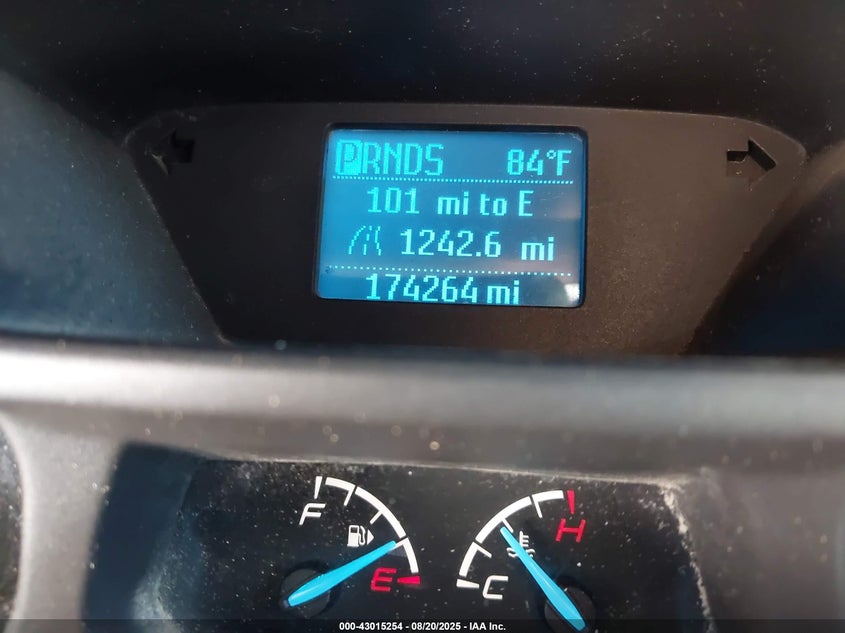 PRNDS 84°F
101 mi to E
1242.6 mi
174264 mi
F
E
H
C
000-43015254 - 08/20/2025 - IAA Inc.